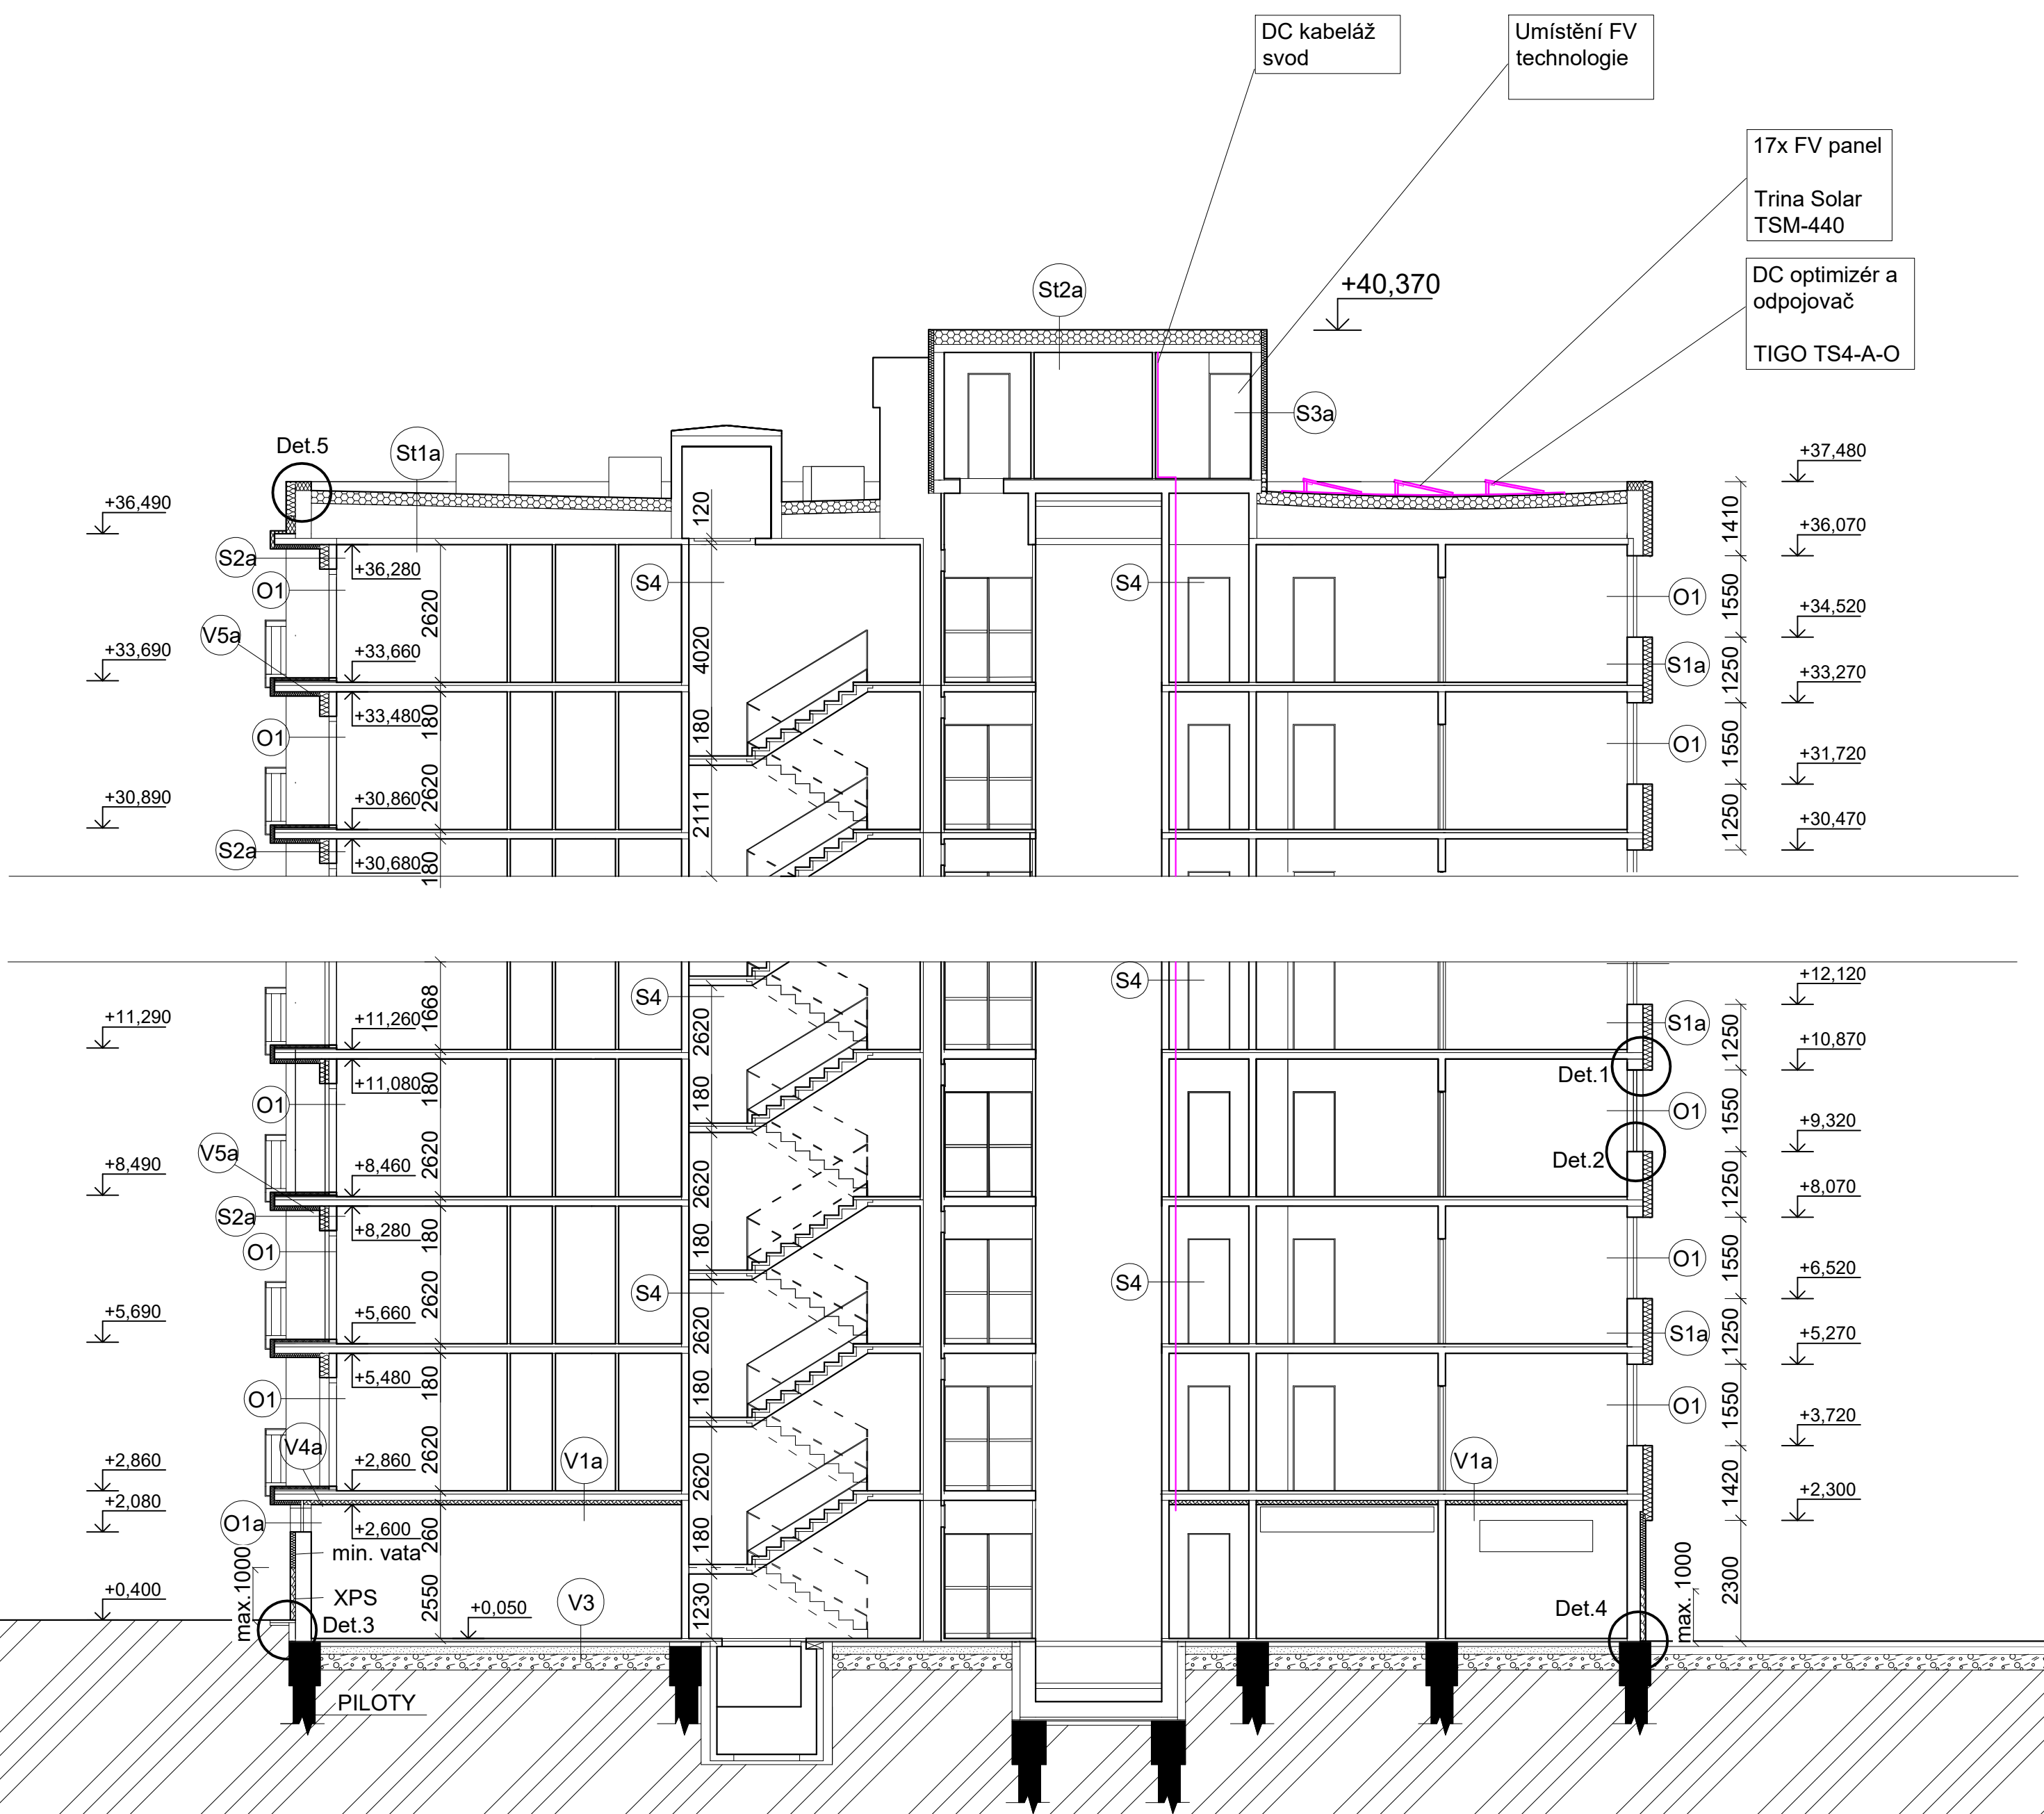 DC kabeláž
svod
Umístění FV
technologie
17x FV panel
Trina Solar
TSM-440
DC optimizér a
odpojovač
TIGO TS4-A-O
+40,370
St2a
S3a
Det.5
St1a
+37,480
+36,490
120
1410
+36,070
S2a
+36,280
O1
S4
S4
O1
2620
1550
+34,520
V5a
+33,690
+33,660
4020
S1a
1250
+33,270
+33,480
180
180
O1
O1
1550
+31,720
+30,890
+30,860
2620
2111
1250
+30,470
S2a
+30,680
180
S4
S4
+12,120
1668
+11,290
+11,260
2620
S1a
1250
+10,870
Det.1
+11,080
180
180
O1
O1
1550
+9,320
V5a
+8,490
+8,460
2620
2620
Det.2
1250
+8,070
S2a
+8,280
180
180
O1
O1
1550
+6,520
S4
S4
+5,690
+5,660
2620
2620
S1a
1250
+5,270
+5,480
180
180
O1
O1
1550
+3,720
V4a
V1a
V1a
+2,860
+2,860
2620
2620
1420
+2,300
+2,080
O1a
+2,600
260
180
min. vata
max.1000
XPS
+0,400
2550
+0,050
V3
1230
Det.3
Det.4
max. 1000
2300
PILOTY